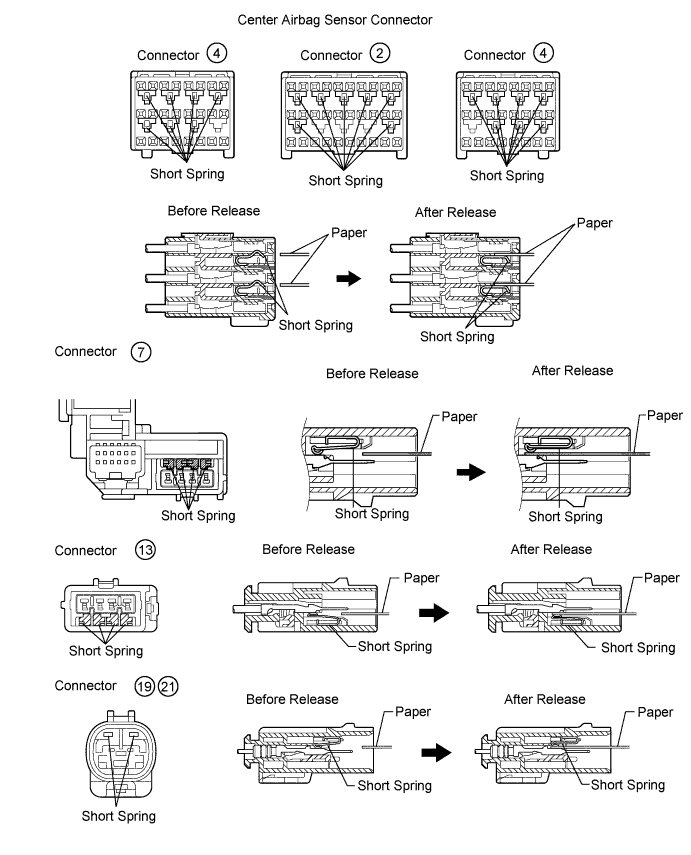 Center Airbag Sensor Connector
Connector 4
Connector 2
Connector 4
Short Spring
Short Spring
Short Spring
Before Release
After Release
Paper
Paper
Short Spring
Short Spring
Connector 7
Before Release
After Release
Paper
Paper
Short Spring
Short Spring
Short Spring
Connector 13
Before Release
After Release
Paper
Paper
Short Spring
Short Spring
Short Spring
Connector 19 21
Before Release
After Release
Paper
Paper
Short Spring
Short Spring
Short Spring